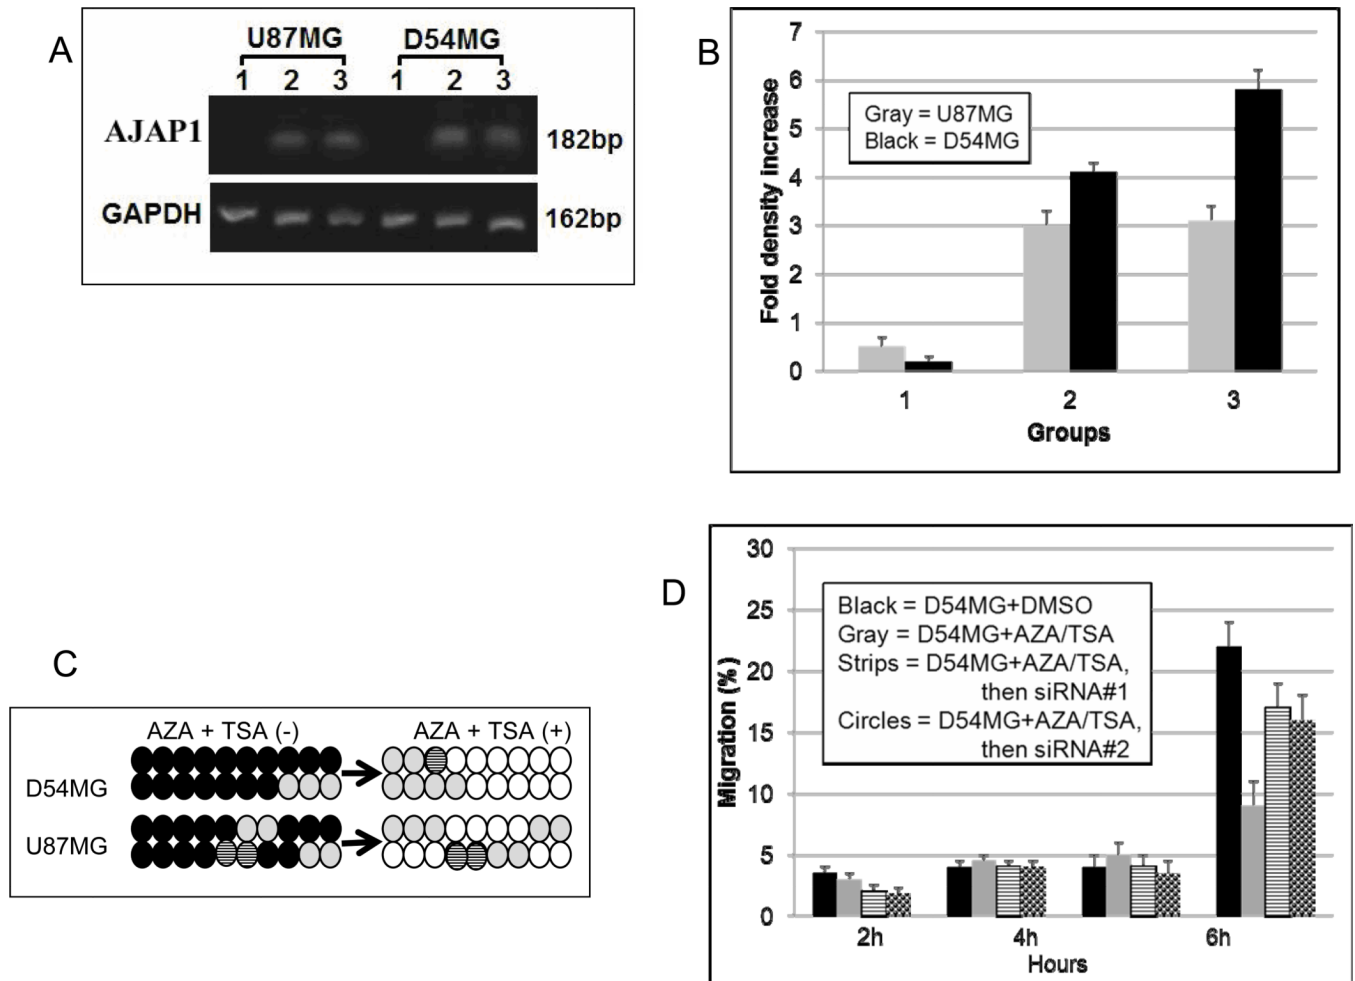 A
U87MG D54MG
1 2 3 1 2 3
AJAP1 182bp
GAPDH 162bp
B
7
6
5
4
3
2
1
0
Fold density increase
Gray = U87MG
Black = D54MG
1 2 3
Groups
C
AZA + TSA (-) AZA + TSA (+)
D54MG
U87MG
D
30
25
20
15
10
5
0
Migration (%)
Black = D54MG+DMSO
Gray = D54MG+AZA/TSA
Strips = D54MG+AZA/TSA,
then siRNA#1
Circles = D54MG+AZA/TSA,
then siRNA#2
2h 4h 6h
Hours